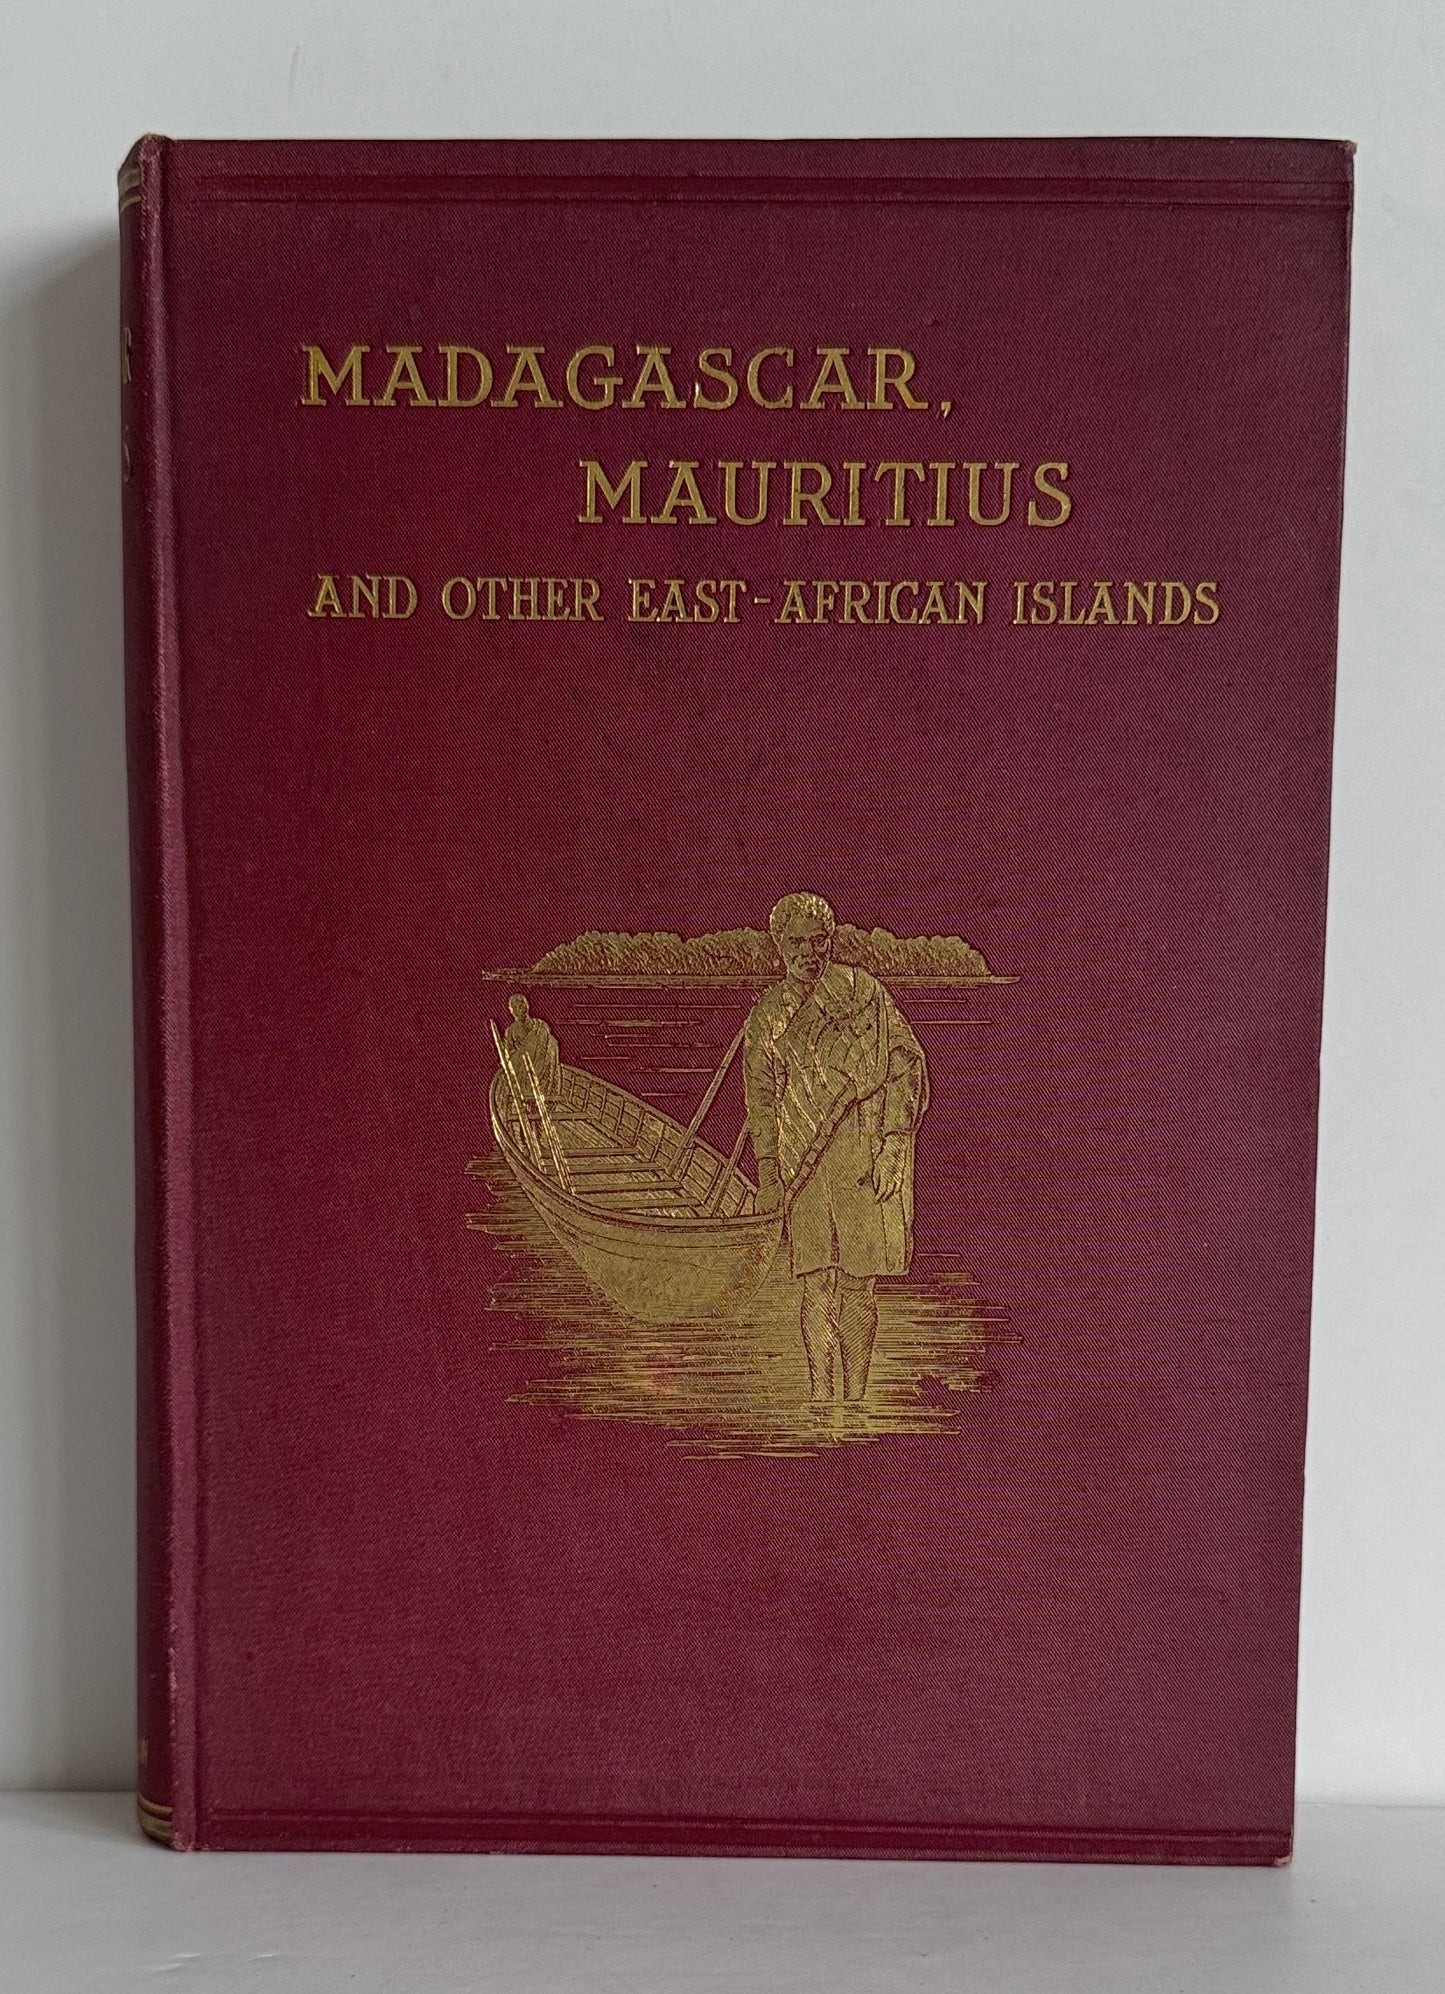 MADAGASCAR,
MAURITIUS
AND OTHER EAST-AFRICAN ISLANDS